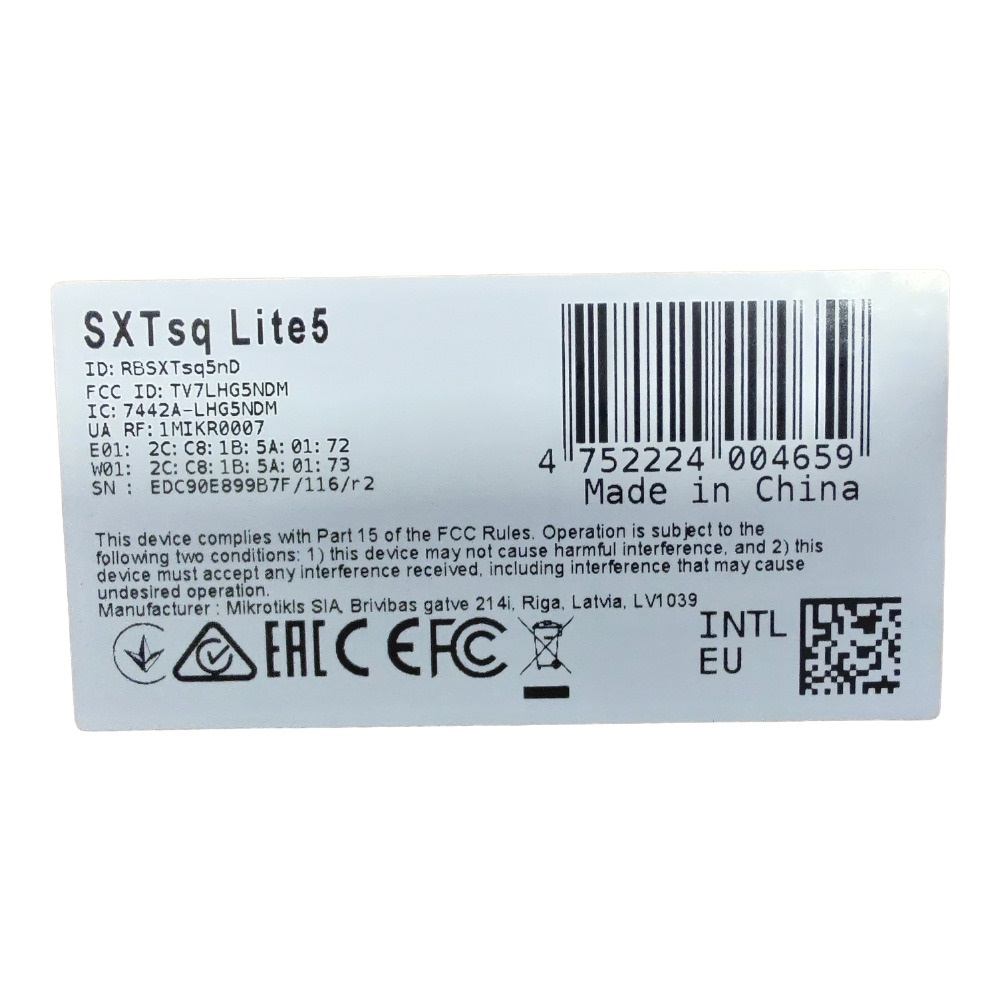 SXTsq Lite5
ID: RBSXTsq5nD
FCC ID: TV7LHG5NDM
IC: 7442A-LHG5NDM
UA RF: 1MIKR0007
E01: 2C:C8:1B:5A:01:72
W01: 2C:C8:1B:5A:01:73
SN : EDC90E899B7F/116/r2
4 752224 004659
Made in China
This device complies with Part 15 of the FCC Rules. Operation is subject to the
following two conditions: 1) this device may not cause harmful interference, and 2) this
device must accept any interference received, including interference that may cause
undesired operation.
Manufacturer : Mikrotikls SIA, Brivibas gatve 214i, Riga, Latvia, LV1039
EAC CE FC
INTL
EU